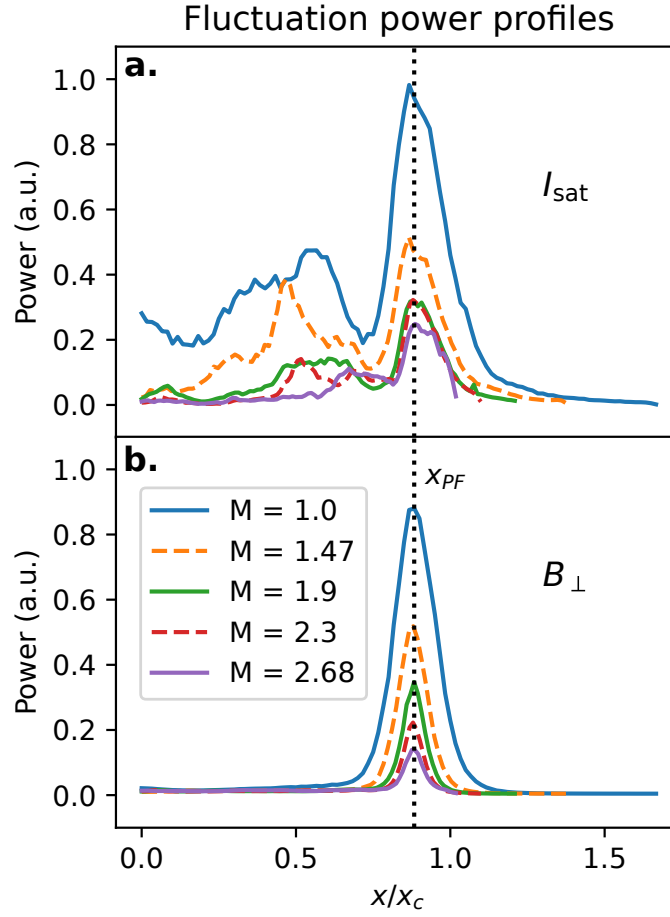 Fluctuation power profiles
a.
1.0
0.8
0.6
0.4
0.2
0.0
Power (a.u.)
I_sat
b.
1.0
0.8
0.6
0.4
0.2
0.0
Power (a.u.)
x_PF
B_⊥
M = 1.0
M = 1.47
M = 1.9
M = 2.3
M = 2.68
0.0 0.5 1.0 1.5
x/x_c